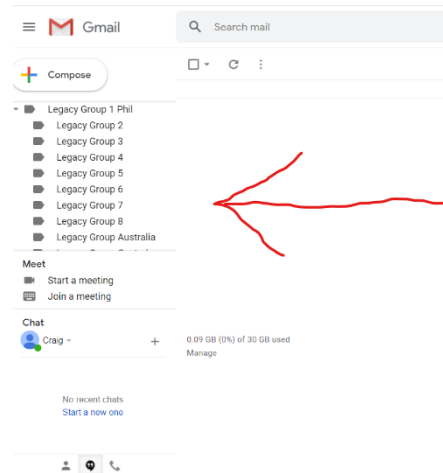 Gmail
Search mail
Compose
Legacy Group 1 Phil
Legacy Group 2
Legacy Group 3
Legacy Group 4
Legacy Group 5
Legacy Group 6
Legacy Group 7
Legacy Group 8
Legacy Group Australia
Meet
Start a meeting
Join a meeting
Chat
Craig
0.09 GB (0%) of 30 GB used
Manage
No recent chats
Start a new one